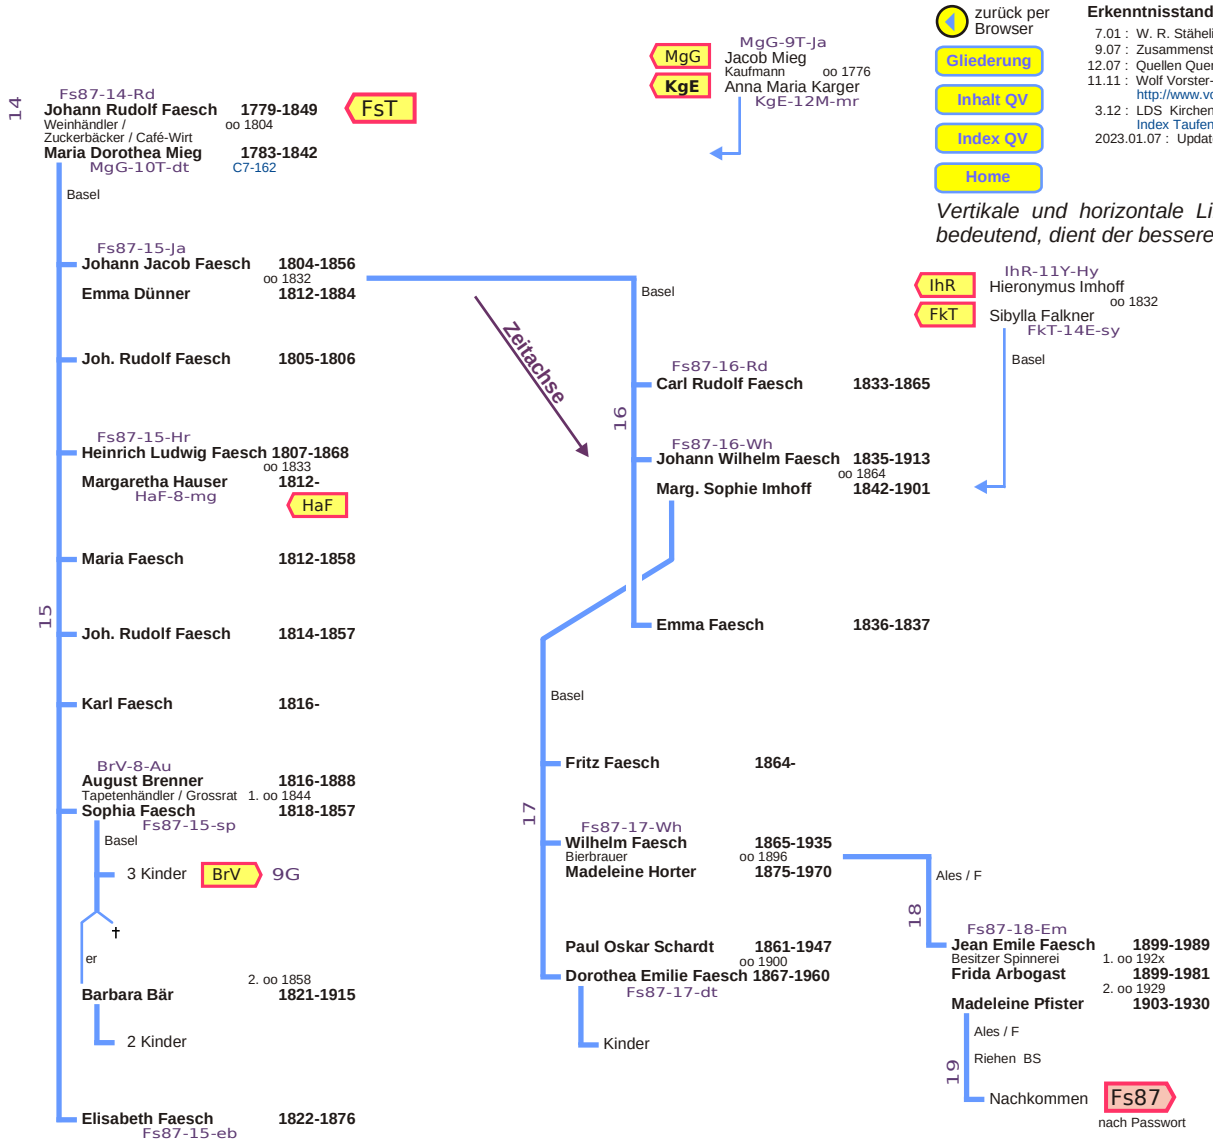 14
Fs87-14-Rd
Johann Rudolf Faesch 1779-1849
Weinhändler / oo 1804
Zuckerbäcker / Café-Wirt
Maria Dorothea Mieg 1783-1842
MgG-10T-dt C7-162
FsT
Basel
MgG
KgE
MgG-9T-Ja
Jacob Mieg
Kaufmann oo 1776
Anna Maria Karger
KgE-12M-mr
zurück per
Browser
Gliederung
Inhalt QV
Index QV
Home
Erkenntnisstand
7.01 : W. R. Stäheli
9.07 : Zusammenst
12.07 : Quellen Quer
11.11 : Wolf Vorster-
http://www.vo
3.12 : LDS Kirchen
Index Taufen
2023.01.07 : Updat
Vertikale und horizontale Li
bedeutend, dient der bessere
15
Fs87-15-Ja
Johann Jacob Faesch 1804-1856
oo 1832
Emma Dünner 1812-1884
Joh. Rudolf Faesch 1805-1806
Fs87-15-Hr
Heinrich Ludwig Faesch 1807-1868
oo 1833
Margaretha Hauser 1812-
HaF-8-mg
HaF
Maria Faesch 1812-1858
Joh. Rudolf Faesch 1814-1857
Karl Faesch 1816-
BrV-8-Au
August Brenner 1816-1888
Tapetenhändler / Grossrat 1. oo 1844
Sophia Faesch 1818-1857
Fs87-15-sp
Basel
3 Kinder BrV 9G
✝
er
2. oo 1858
Barbara Bär 1821-1915
2 Kinder
Elisabeth Faesch 1822-1876
Fs87-15-eb
Zeitachse
Basel
16
Fs87-16-Rd
Carl Rudolf Faesch 1833-1865
Fs87-16-Wh
Johann Wilhelm Faesch 1835-1913
oo 1864
Marg. Sophie Imhoff 1842-1901
Emma Faesch 1836-1837
IhR
FkT
IhR-11Y-Hy
Hieronymus Imhoff
oo 1832
Sibylla Falkner
FkT-14E-sy
Basel
Basel
17
Fritz Faesch 1864-
Fs87-17-Wh
Wilhelm Faesch 1865-1935
Bierbrauer oo 1896
Madeleine Horter 1875-1970
Paul Oskar Schardt 1861-1947
oo 1900
Dorothea Emilie Faesch 1867-1960
Fs87-17-dt
Kinder
Ales / F
18
Fs87-18-Em
Jean Emile Faesch 1899-1989
Besitzer Spinnerei 1. oo 192x
Frida Arbogast 1899-1981
2. oo 1929
Madeleine Pfister 1903-1930
Ales / F
Riehen BS
19
Nachkommen Fs87
nach Passwort